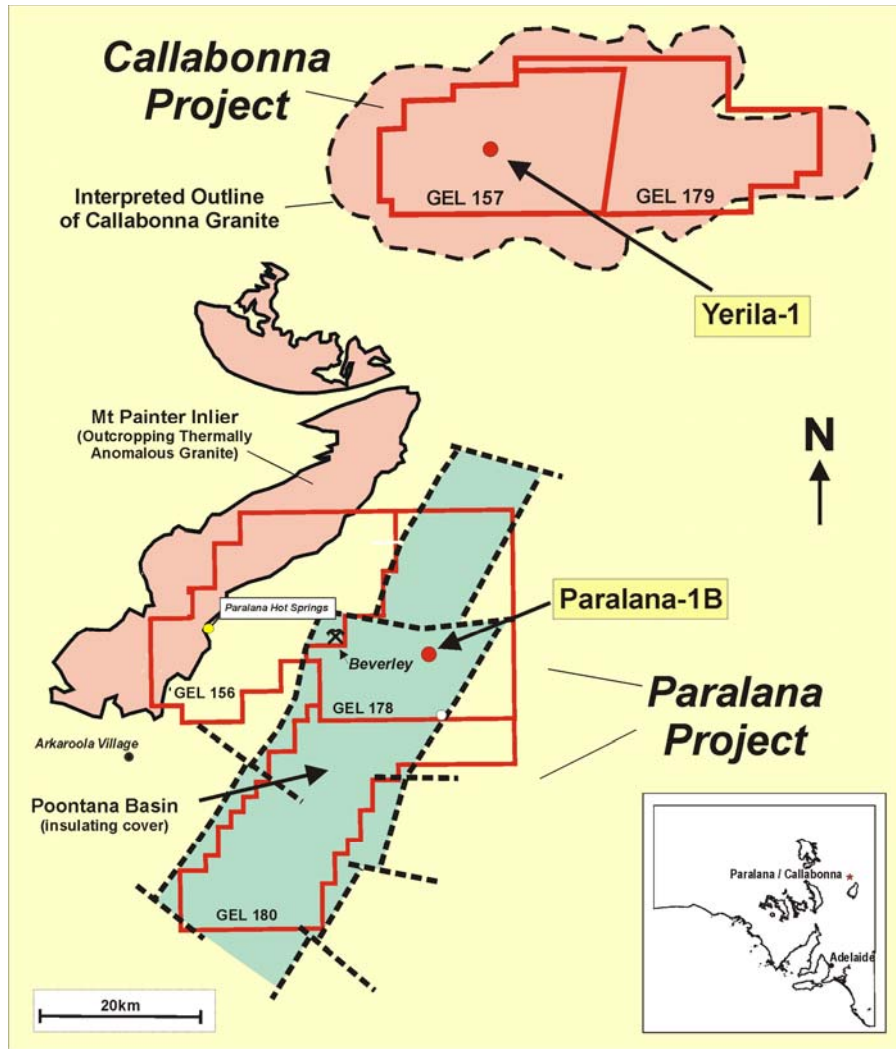 Callabonna
Project
Interpreted Outline
of Callabonna Granite
GEL 157
GEL 179
Yerila-1
Mt Painter Inlier
(Outcropping Thermally
Anomalous Granite)
N
Paralana Hot Springs
Paralana-1B
Beverley
GEL 156
GEL 178
Paralana
Project
Arkaroola Village
Poontana Basin
(insulating cover)
GEL 180
Paralana / Callabonna
Adelaide
20km